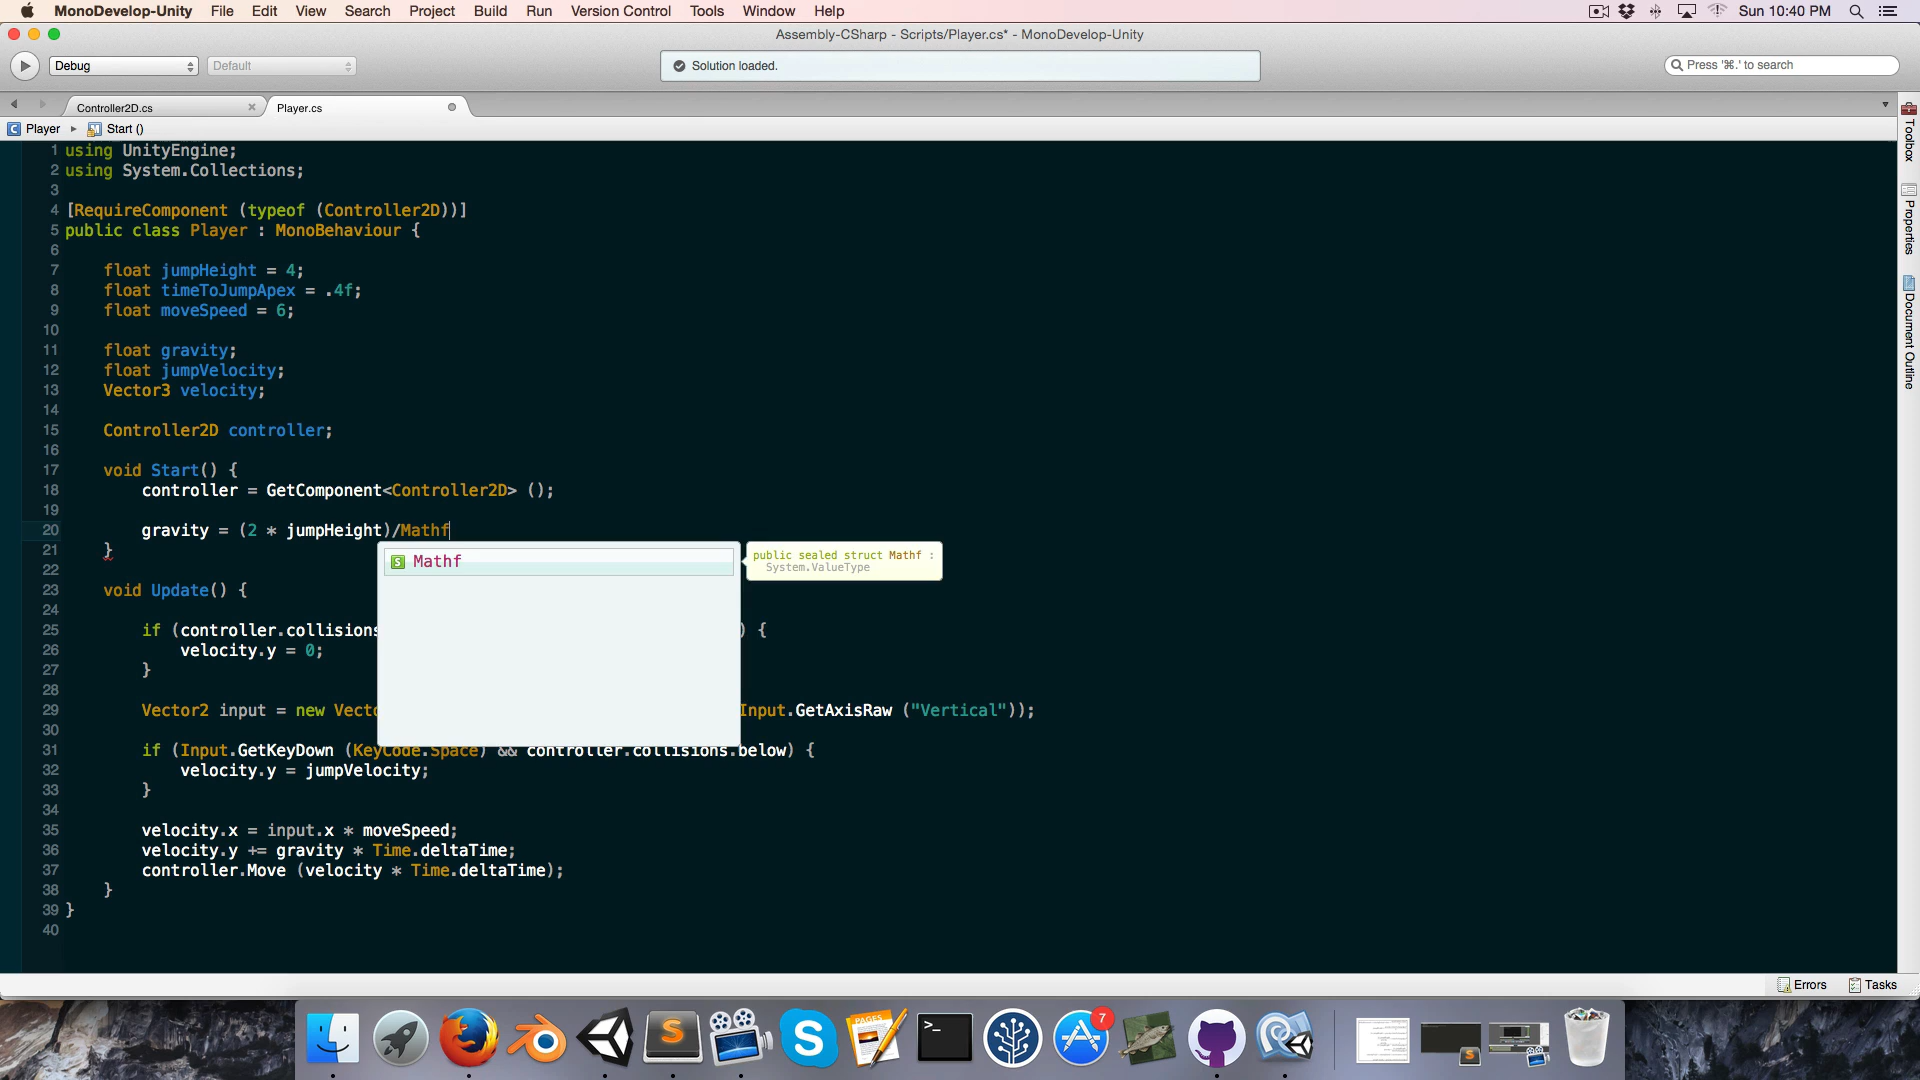 MonoDevelop-Unity File Edit View Search Project Build Run Version Control Tools Window Help Sun 10:40 PM
Assembly-CSharp - Scripts/Player.cs* - MonoDevelop-Unity
Debug Default Solution loaded. Press '⌘.' to search
Controller2D.cs Player.cs
Player Start ()
1 using UnityEngine;
2 using System.Collections;
3
4 [RequireComponent (typeof (Controller2D))]
5 public class Player : MonoBehaviour {
6
7 float jumpHeight = 4;
8 float timeToJumpApex = .4f;
9 float moveSpeed = 6;
10
11 float gravity;
12 float jumpVelocity;
13 Vector3 velocity;
14
15 Controller2D controller;
16
17 void Start() {
18 controller = GetComponent<Controller2D> ();
19
20 gravity = (2 * jumpHeight)/Mathf
21 }
Mathf
public sealed struct Mathf :
System.ValueType
22
23 void Update() {
24
25 if (controller.collisions ) {
26 velocity.y = 0;
27 }
28
29 Vector2 input = new Vect Input.GetAxisRaw ("Vertical"));
30
31 if (Input.GetKeyDown (KeyCode.Space) && controller.collisions.below) {
32 velocity.y = jumpVelocity;
33 }
34
35 velocity.x = input.x * moveSpeed;
36 velocity.y += gravity * Time.deltaTime;
37 controller.Move (velocity * Time.deltaTime);
38 }
39 }
40
Toolbox
Properties
Document Outline
Errors Tasks
7
PAGES